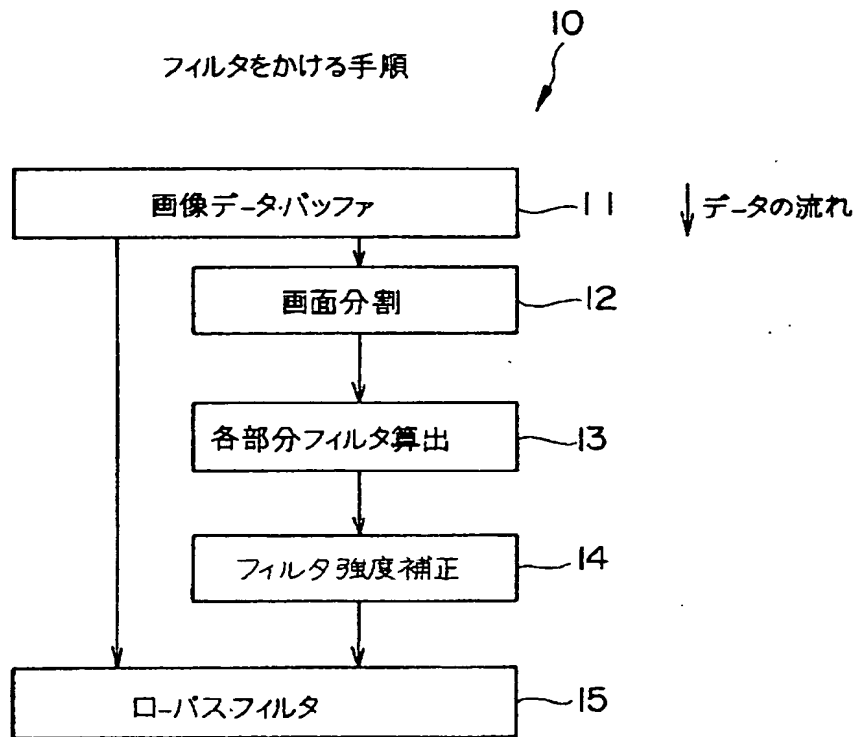 10
フィルタをかける手順
画像データ・バッファ
11
データの流れ
画面分割
12
各部分フィルタ算出
13
フィルタ強度補正
14
ローパス・フィルタ
15